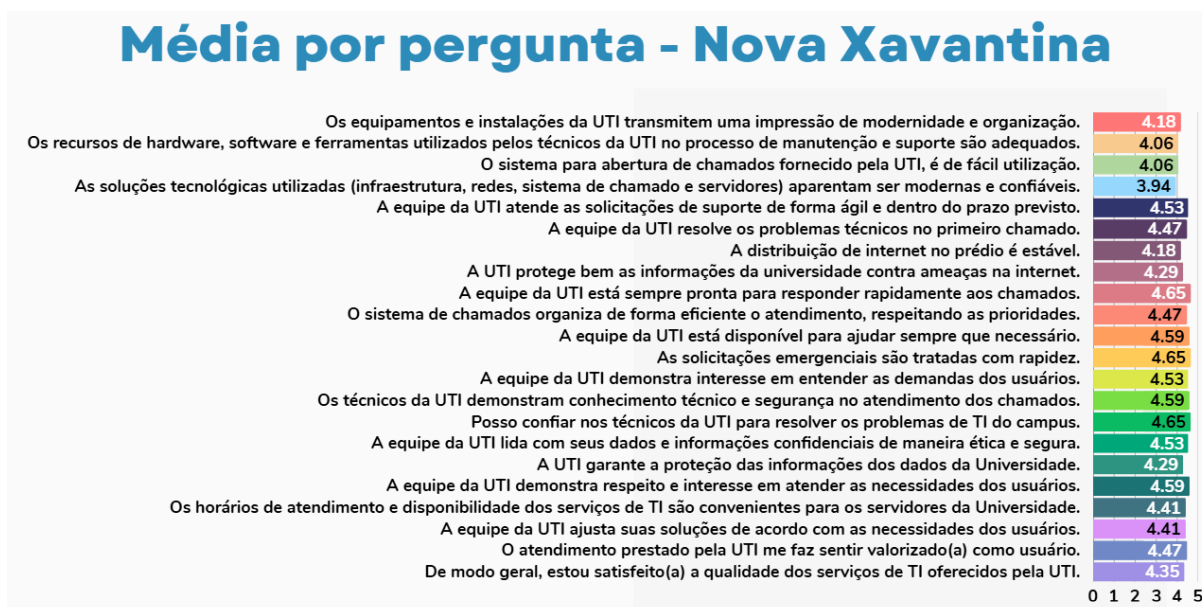 Média por pergunta - Nova Xavantina
Os equipamentos e instalações da UTI transmitem uma impressão de modernidade e organização. 4.18
Os recursos de hardware, software e ferramentas utilizados pelos técnicos da UTI no processo de manutenção e suporte são adequados. 4.06
O sistema para abertura de chamados fornecido pela UTI, é de fácil utilização. 4.06
As soluções tecnológicas utilizadas (infraestrutura, redes, sistema de chamado e servidores) aparentam ser modernas e confiáveis. 3.94
A equipe da UTI atende as solicitações de suporte de forma ágil e dentro do prazo previsto. 4.53
A equipe da UTI resolve os problemas técnicos no primeiro chamado. 4.47
A distribuição de internet no prédio é estável. 4.18
A UTI protege bem as informações da universidade contra ameaças na internet. 4.29
A equipe da UTI está sempre pronta para responder rapidamente aos chamados. 4.65
O sistema de chamados organiza de forma eficiente o atendimento, respeitando as prioridades. 4.47
A equipe da UTI está disponível para ajudar sempre que necessário. 4.59
As solicitações emergenciais são tratadas com rapidez. 4.65
A equipe da UTI demonstra interesse em entender as demandas dos usuários. 4.53
Os técnicos da UTI demonstram conhecimento técnico e segurança no atendimento dos chamados. 4.59
Posso confiar nos técnicos da UTI para resolver os problemas de TI do campus. 4.65
A equipe da UTI lida com seus dados e informações confidenciais de maneira ética e segura. 4.53
A UTI garante a proteção das informações dos dados da Universidade. 4.29
A equipe da UTI demonstra respeito e interesse em atender as necessidades dos usuários. 4.59
Os horários de atendimento e disponibilidade dos serviços de TI são convenientes para os servidores da Universidade. 4.41
A equipe da UTI ajusta suas soluções de acordo com as necessidades dos usuários. 4.41
O atendimento prestado pela UTI me faz sentir valorizado(a) como usuário. 4.47
De modo geral, estou satisfeito(a) a qualidade dos serviços de TI oferecidos pela UTI. 4.35
0 1 2 3 4 5